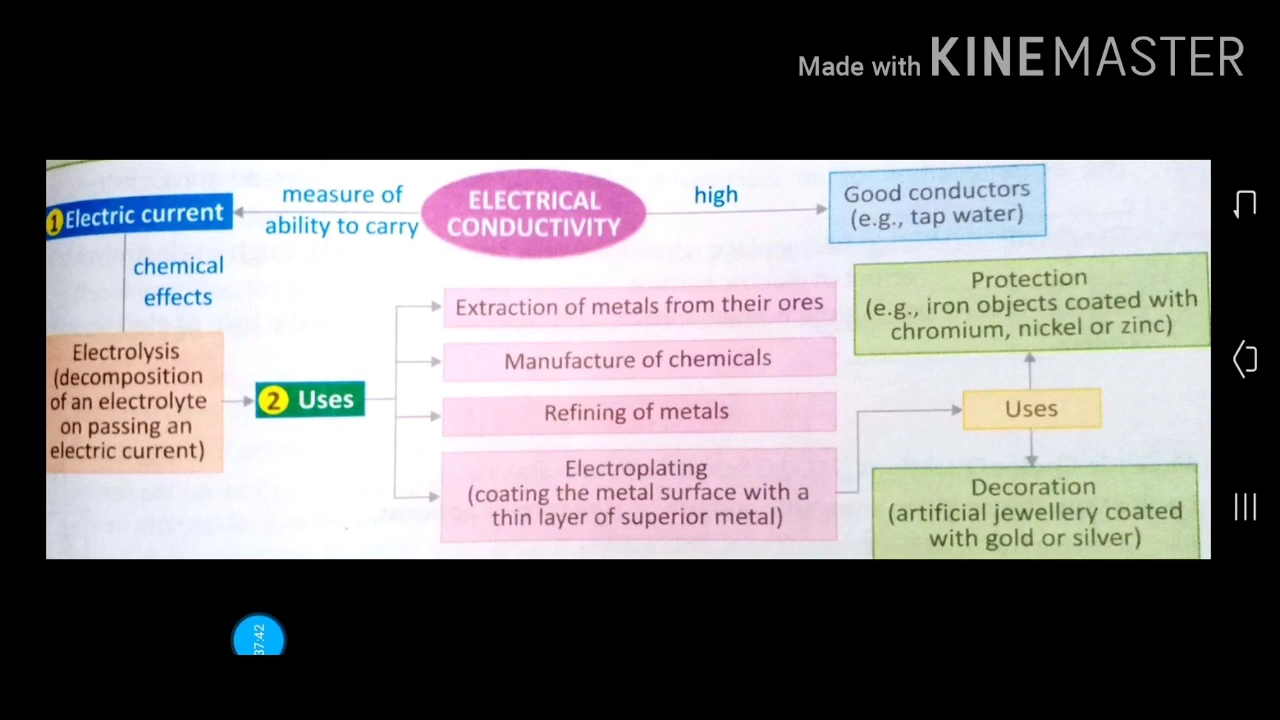 Made with KINEMASTER
1 Electric current
measure of
ability to carry
ELECTRICAL
CONDUCTIVITY
high
Good conductors
(e.g., tap water)
chemical
effects
Electrolysis
(decomposition
of an electrolyte
on passing an
electric current)
2 Uses
Extraction of metals from their ores
Manufacture of chemicals
Refining of metals
Electroplating
(coating the metal surface with a
thin layer of superior metal)
Uses
Protection
(e.g., iron objects coated with
chromium, nickel or zinc)
Decoration
(artificial jewellery coated
with gold or silver)
37:42